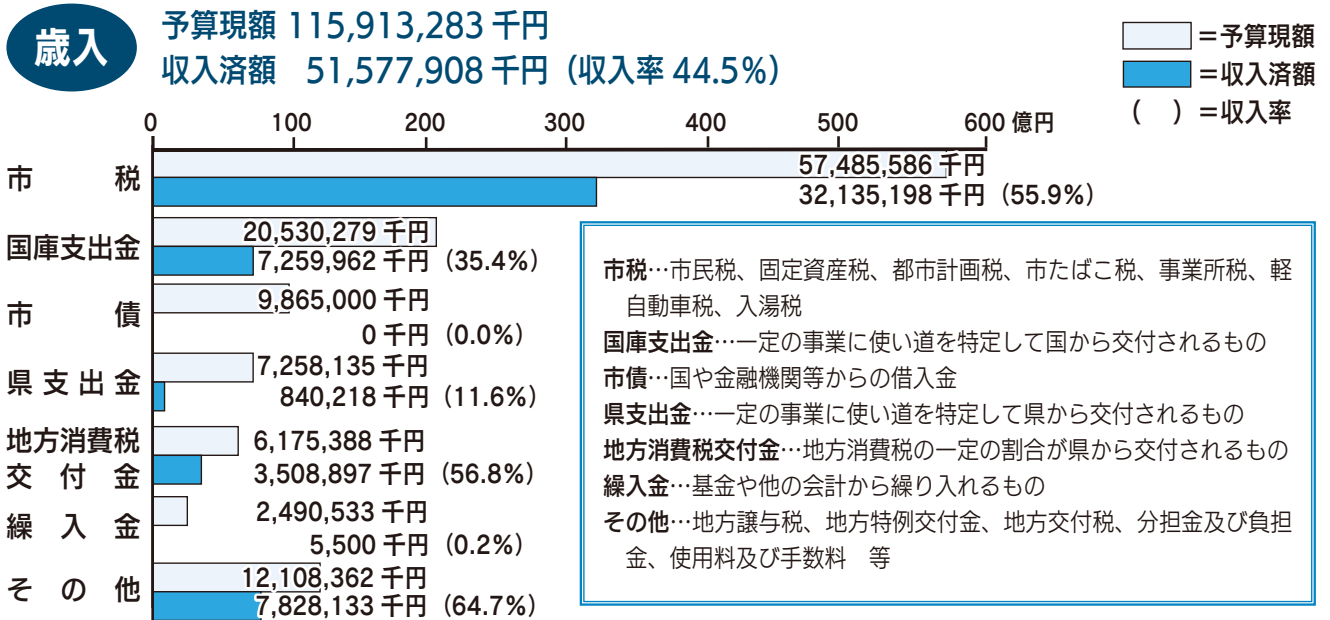 歳入
予算現額 115,913,283 千円
収入済額 51,577,908 千円（収入率 44.5%）
＝予算現額
＝収入済額
（　）＝収入率
0 100 200 300 400 500 600 億円
市税
57,485,586 千円
32,135,198 千円（55.9%）
国庫支出金
20,530,279 千円
7,259,962 千円（35.4%）
市債
9,865,000 千円
0 千円（0.0%）
県支出金
7,258,135 千円
840,218 千円（11.6%）
地方消費税
交付金
6,175,388 千円
3,508,897 千円（56.8%）
繰入金
2,490,533 千円
5,500 千円（0.2%）
その他
12,108,362 千円
7,828,133 千円（64.7%）
市税…市民税、固定資産税、都市計画税、市たばこ税、事業所税、軽
自動車税、入湯税
国庫支出金…一定の事業に使い道を特定して国から交付されるもの
市債…国や金融機関等からの借入金
県支出金…一定の事業に使い道を特定して県から交付されるもの
地方消費税交付金…地方消費税の一定の割合が県から交付されるもの
繰入金…基金や他の会計から繰り入れるもの
その他…地方譲与税、地方特例交付金、地方交付税、分担金及び負担
金、使用料及び手数料　等